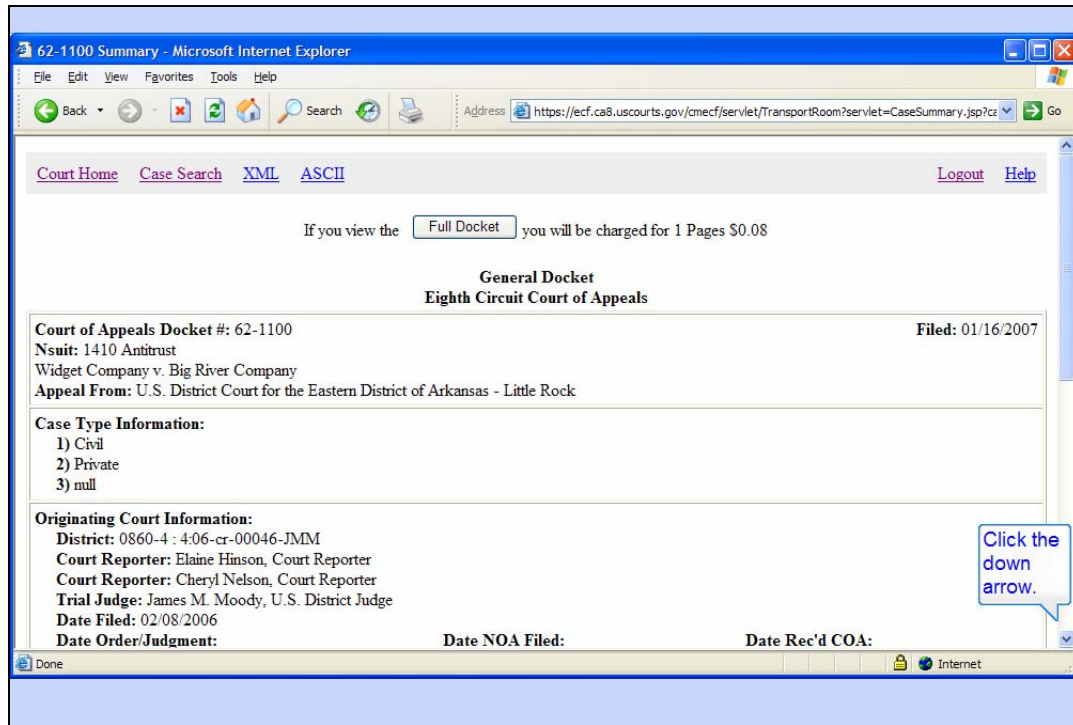 62-1100 Summary - Microsoft Internet Explorer
File Edit View Favorites Tools Help
Back Search Address https://ecf.ca8.uscourts.gov/cmecf/servlet/TransportRoom?servlet=CaseSummary.jsp?ca Go
Court Home Case Search XML ASCII Logout Help
If you view the Full Docket you will be charged for 1 Pages $0.08
General Docket
Eighth Circuit Court of Appeals
Court of Appeals Docket #: 62-1100 Filed: 01/16/2007
Nsuit: 1410 Antitrust
Widget Company v. Big River Company
Appeal From: U.S. District Court for the Eastern District of Arkansas - Little Rock
Case Type Information:
1) Civil
2) Private
3) null
Originating Court Information:
District: 0860-4 : 4:06-cr-00046-JMM
Court Reporter: Elaine Hinson, Court Reporter
Court Reporter: Cheryl Nelson, Court Reporter
Trial Judge: James M. Moody, U.S. District Judge
Date Filed: 02/08/2006
Date Order/Judgment: Date NOA Filed: Date Rec'd COA:
Click the
down
arrow.
Done Internet